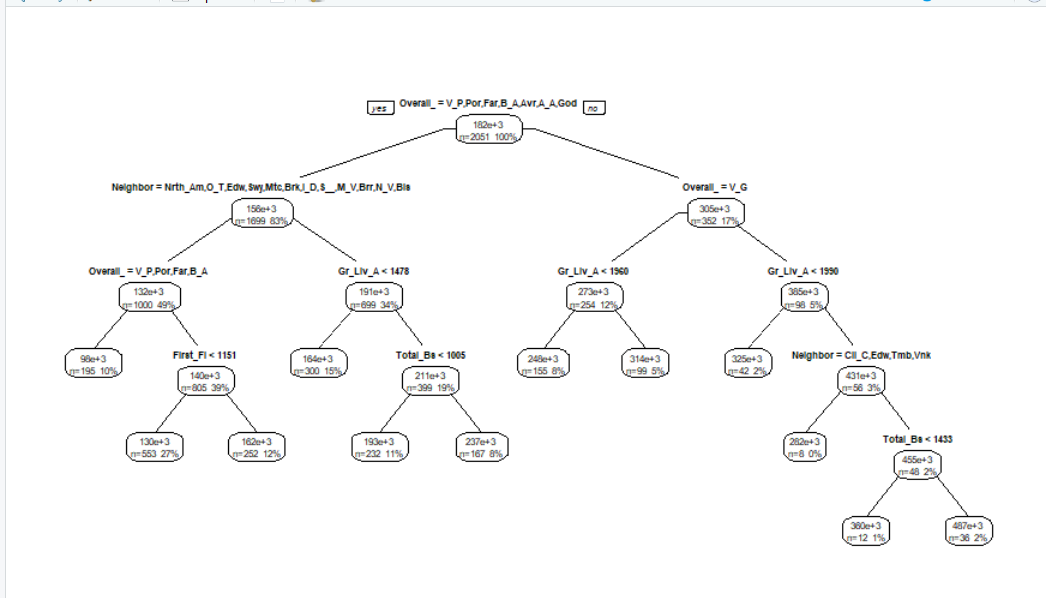 yes Overall_ = V_P,Por,Far,B_A,Avr,A_A,God no
182e+3
n=2051 100%
Neighbor = Nrth_Am,O_T,Edw,Swy,Mtc,Brk,I_D,S__,M_V,Brr,N_V,Bls
Overall_ = V_G
156e+3
n=1699 83%
305e+3
n=352 17%
Overall_ = V_P,Por,Far,B_A
Gr_Liv_A < 1478
Gr_Liv_A < 1960
Gr_Liv_A < 1990
132e+3
n=1000 49%
191e+3
n=699 34%
273e+3
n=254 12%
385e+3
n=98 5%
98e+3
n=195 10%
First_Fl < 1151
164e+3
n=300 15%
Total_Bs < 1005
248e+3
n=155 8%
314e+3
n=99 5%
325e+3
n=42 2%
Neighbor = Cll_C,Edw,Tmb,Vnk
140e+3
n=805 39%
211e+3
n=399 19%
431e+3
n=56 3%
130e+3
n=553 27%
162e+3
n=252 12%
193e+3
n=232 11%
237e+3
n=167 8%
282e+3
n=8 0%
Total_Bs < 1433
455e+3
n=48 2%
360e+3
n=12 1%
487e+3
n=36 2%